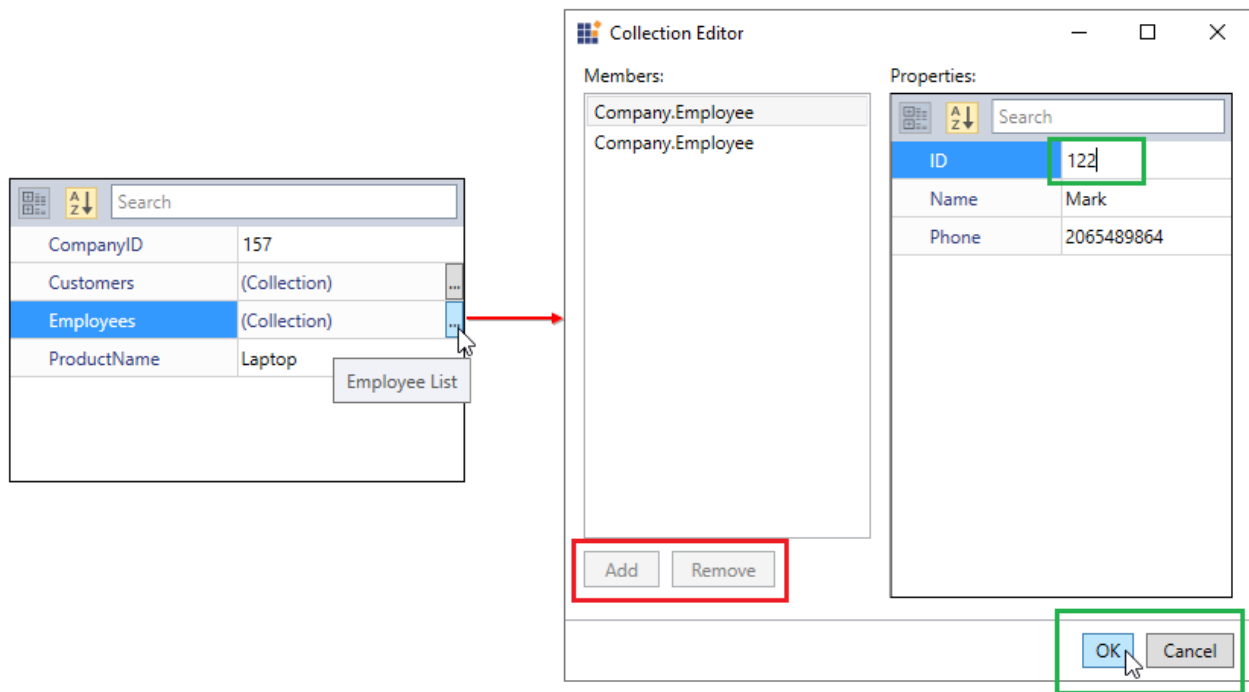 Search
CompanyID 157
Customers (Collection) ...
Employees (Collection) ...
ProductName Laptop
Employee List
Collection Editor
Members:
Company.Employee
Company.Employee
Add Remove
Properties:
A Z Search
ID 122
Name Mark
Phone 2065489864
OK Cancel